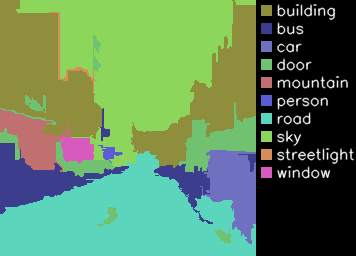 building
bus
car
door
mountain
person
road
sky
streetlight
window